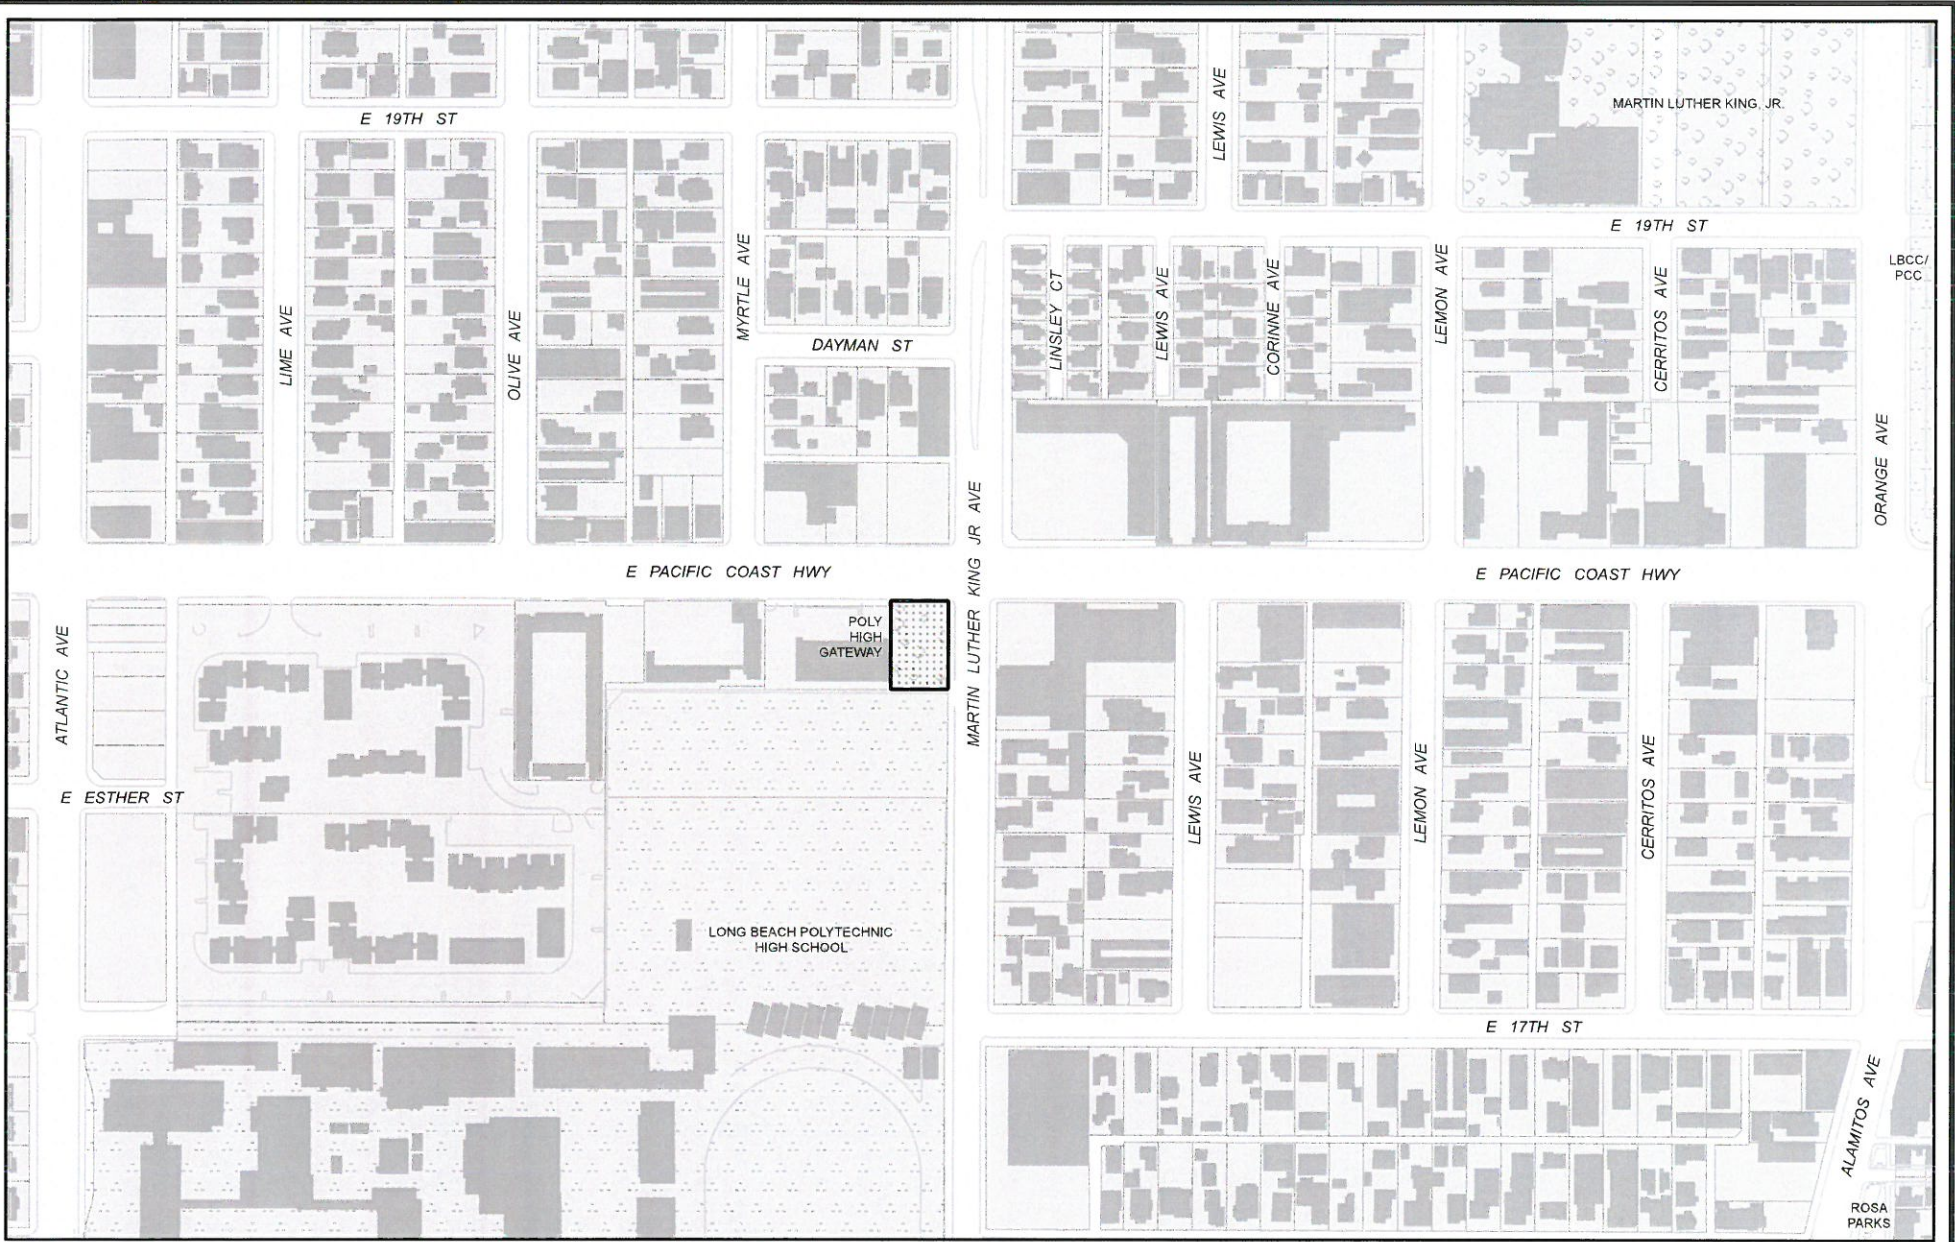 MARTIN LUTHER KING, JR.
E 19TH ST
LEWIS AVE
E 19TH ST
LBCC/
PCC
MYRTLE AVE
LEMON AVE
LINSLEY CT
LEWIS AVE
CORINNE AVE
CERRITOS AVE
LIME AVE
OLIVE AVE
DAYMAN ST
ORANGE AVE
MARTIN LUTHER KING JR AVE
E PACIFIC COAST HWY
E PACIFIC COAST HWY
POLY
HIGH
GATEWAY
ATLANTIC AVE
E ESTHER ST
LEWIS AVE
LEMON AVE
CERRITOS AVE
LONG BEACH POLYTECHNIC
HIGH SCHOOL
E 17TH ST
ALAMITOS AVE
ROSA
PARKS